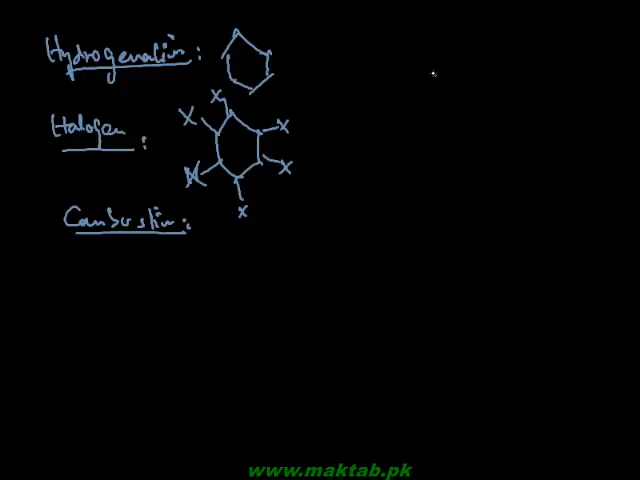 Hydrogenation:
Halogen :
X
X
X
X
X
X
Combustion:
www.maktab.pk